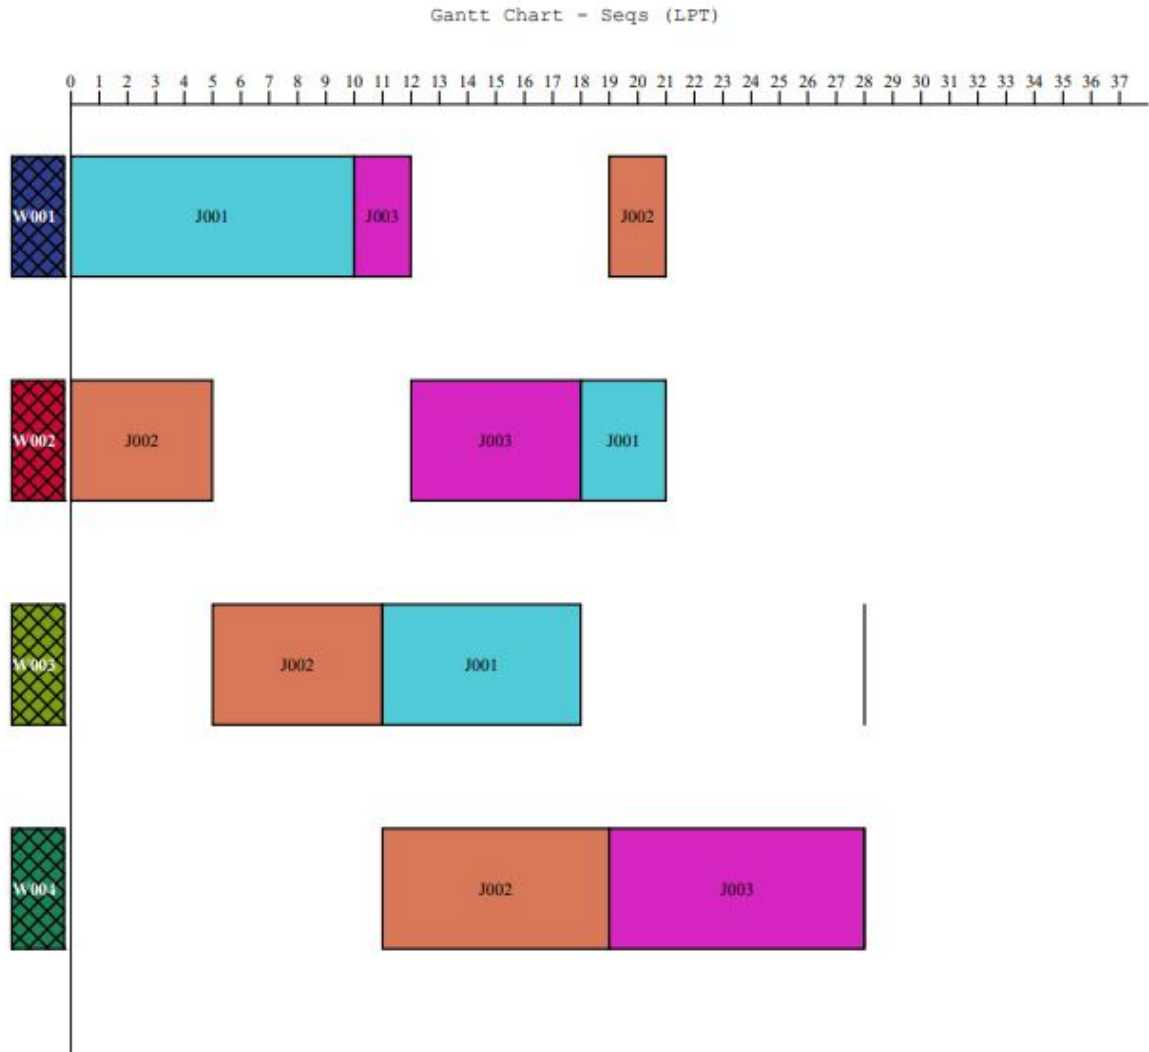 Gantt Chart - Seqs (LPT)
0 1 2 3 4 5 6 7 8 9 10 11 12 13 14 15 16 17 18 19 20 21 22 23 24 25 26 27 28 29 30 31 32 33 34 35 36 37
W001 J001 J003 J002
W002 J002 J003 J001
W003 J002 J001
W004 J002 J003